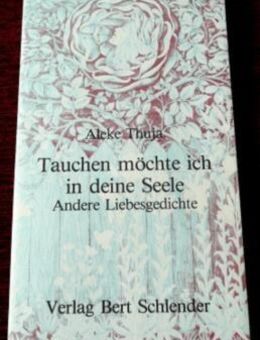 Aleke Thuja
Tauchen möchte ich
in deine Seele
Andere Liebesgedichte
Verlag Bert Schlender